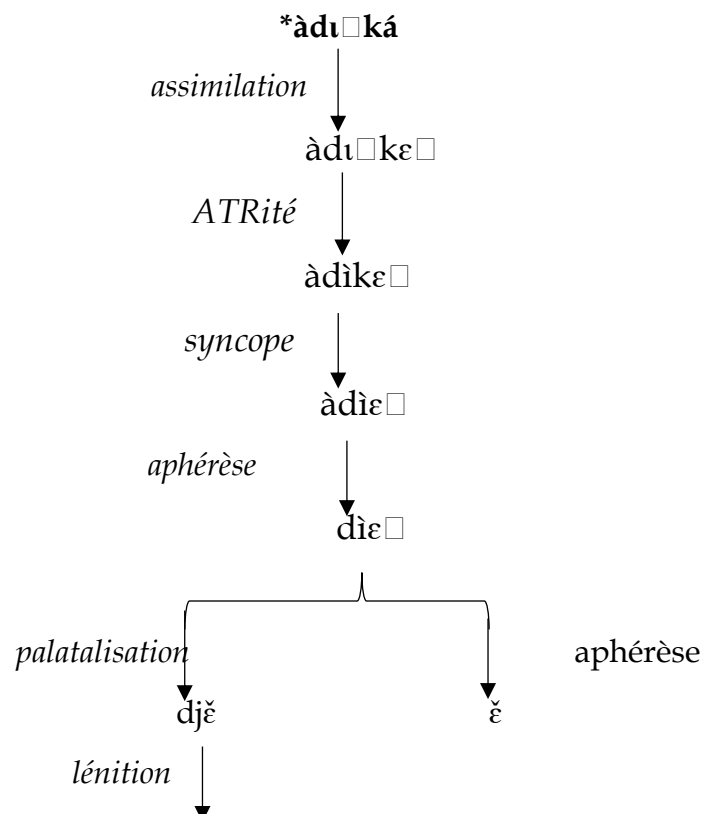 *àdɩ□ká
assimilation
àdɩ□kɛ□
ATRité
àdìkɛ□
syncope
àdìɛ□
aphérèse
dìɛ□
palatalisation aphérèse
djɛ̌ ɛ̌
lénition